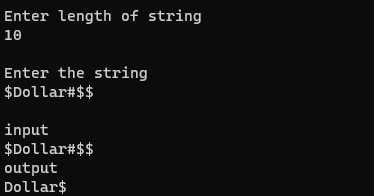 Enter length of string
10
Enter the string
$Dollar#$$
input
$Dollar#$$
output
Dollar$